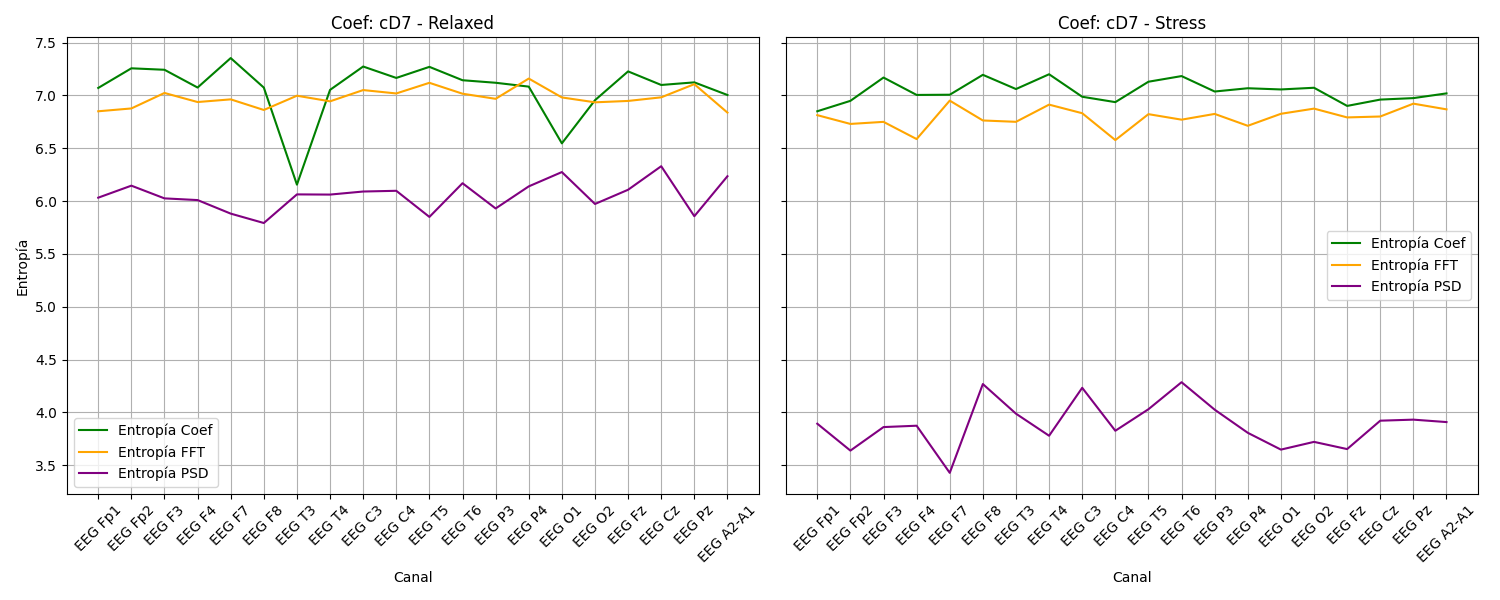 Coef: cD7 - Relaxed
Entropía
7.5
7.0
6.5
6.0
5.5
5.0
4.5
4.0
3.5
Entropía Coef
Entropía FFT
Entropía PSD
EEG Fp1
EEG Fp2
EEG F3
EEG F4
EEG F7
EEG F8
EEG T3
EEG T4
EEG C3
EEG C4
EEG T5
EEG T6
EEG P3
EEG P4
EEG O1
EEG O2
EEG Fz
EEG Cz
EEG Pz
EEG A2-A1
Canal
Coef: cD7 - Stress
Entropía Coef
Entropía FFT
Entropía PSD
EEG Fp1
EEG Fp2
EEG F3
EEG F4
EEG F7
EEG F8
EEG T3
EEG T4
EEG C3
EEG C4
EEG T5
EEG T6
EEG P3
EEG P4
EEG O1
EEG O2
EEG Fz
EEG Cz
EEG Pz
EEG A2-A1
Canal